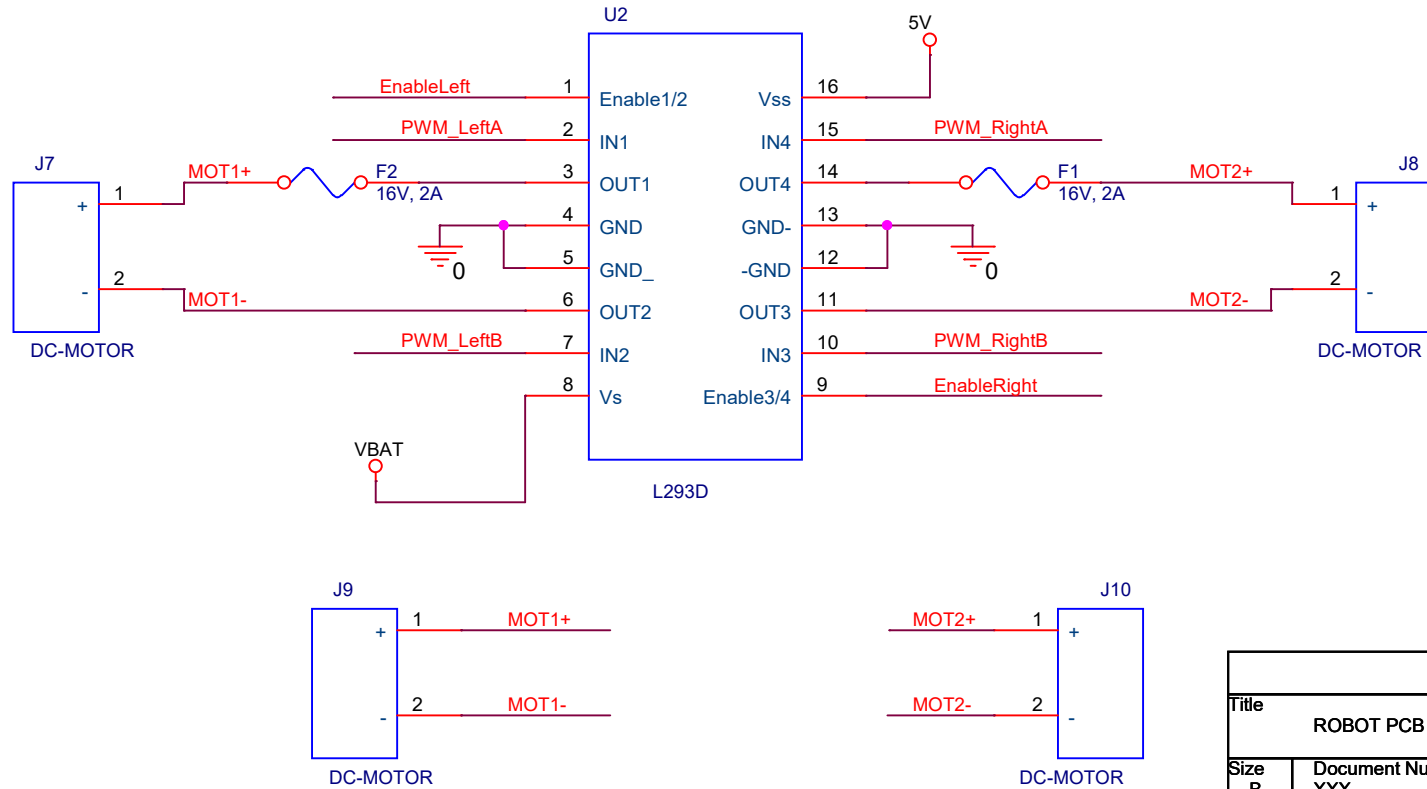 U2
5V
EnableLeft 1 Enable1/2 Vss 16
PWM_LeftA 2 IN1 IN4 15 PWM_RightA
J7 MOT1+ F2 3 OUT1 OUT4 14 F1 MOT2+ J8
16V, 2A 16V, 2A
+ 1 1 +
4 GND GND- 13
0 5 GND_ -GND 12 0
- 2 2 -
MOT1- 6 OUT2 OUT3 11 MOT2-
DC-MOTOR PWM_LeftB 7 IN2 IN3 10 PWM_RightB DC-MOTOR
8 Vs Enable3/4 9 EnableRight
VBAT
L293D
J9 J10
+ 1 MOT1+ MOT2+ 1 +
- 2 MOT1- MOT2- 2 -
DC-MOTOR DC-MOTOR
Title
ROBOT PCB
Size Document Nu